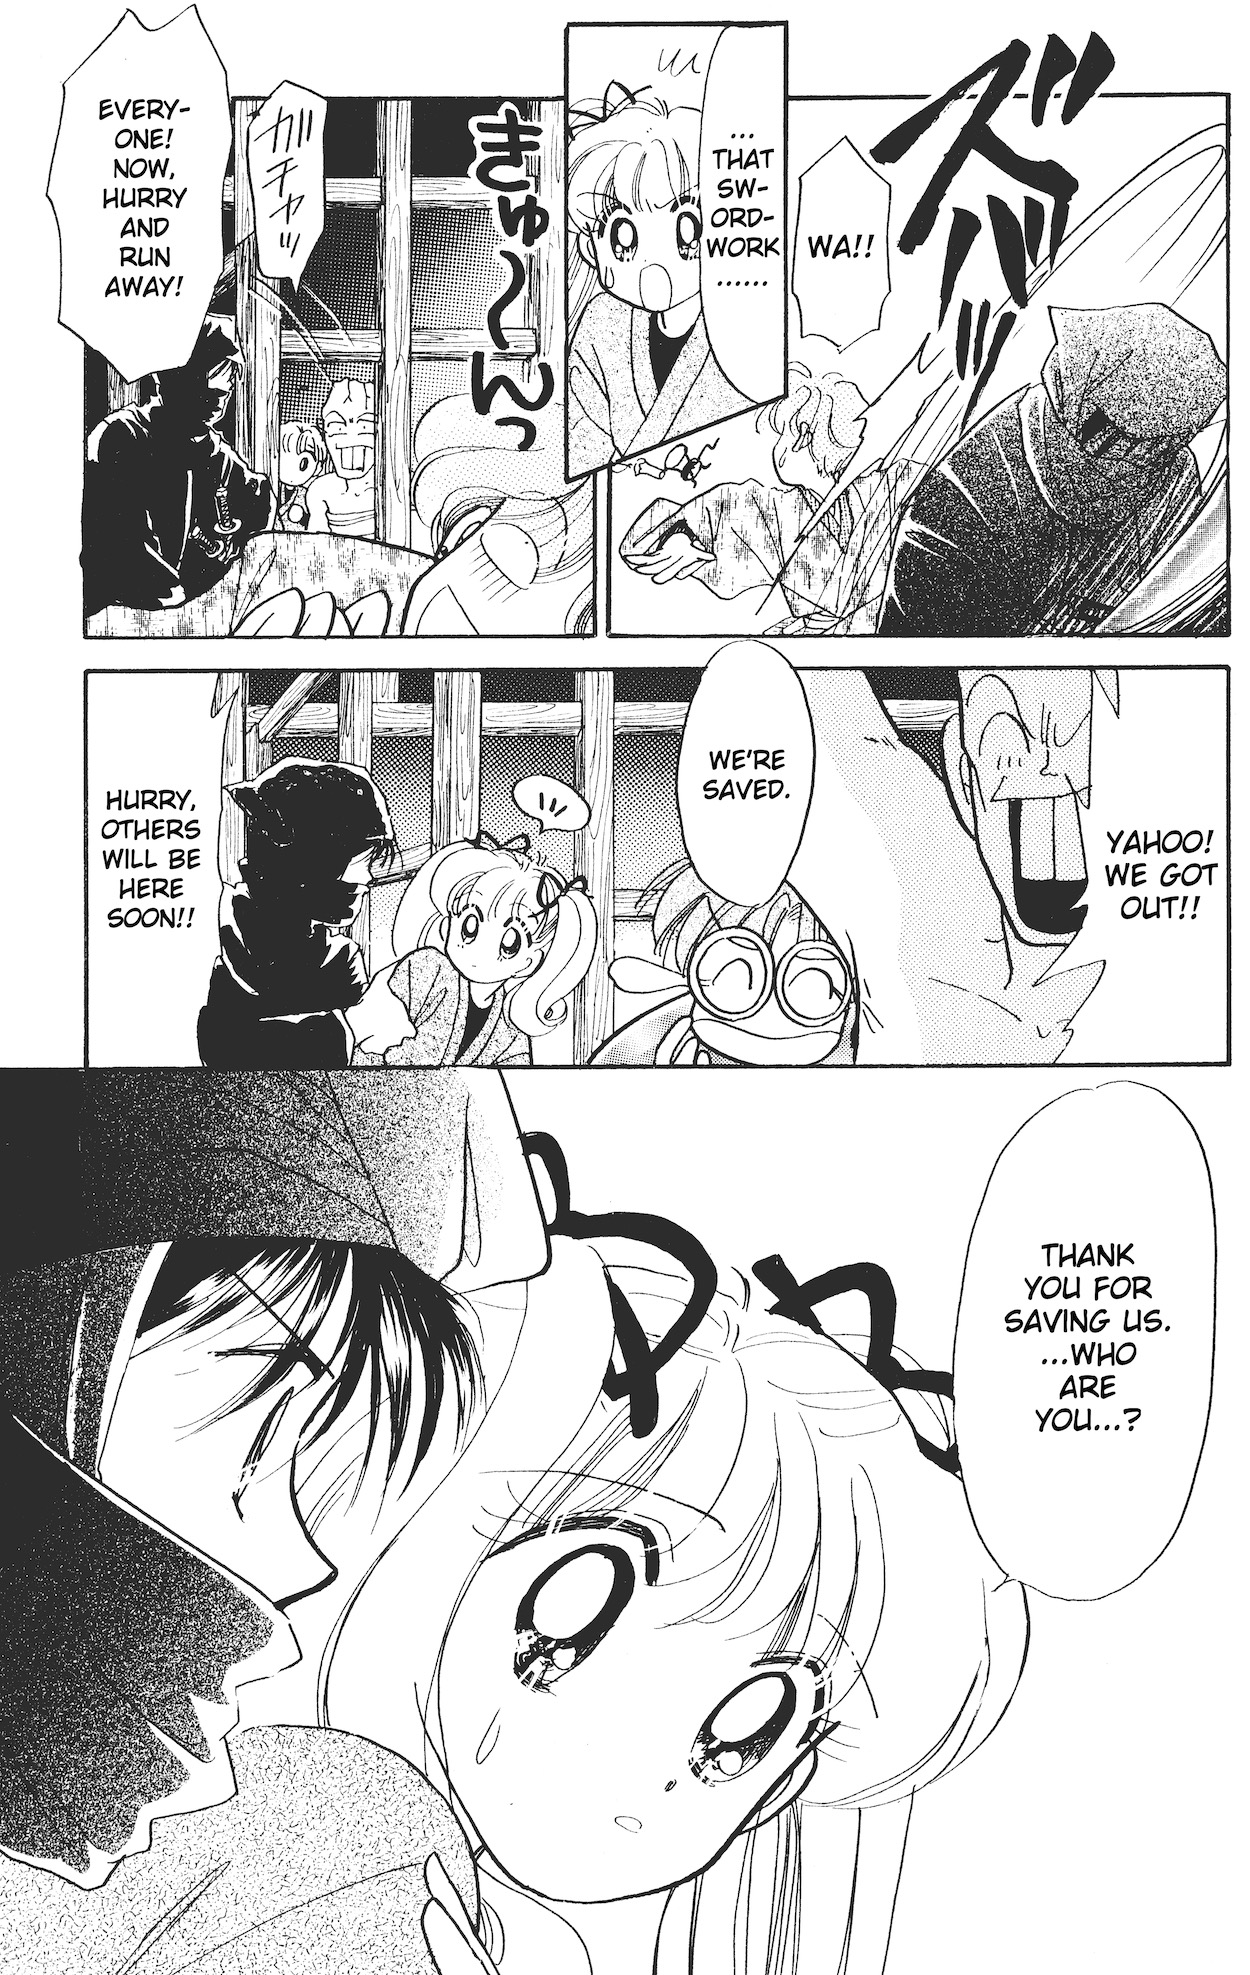 ズバッ
WA!!
...
THAT
SW-
ORD-
WORK
......
きゅ～んっ
ガチャッ
EVERY-
ONE!
NOW,
HURRY
AND
RUN
AWAY!
YAHOO!
WE GOT
OUT!!
WE'RE
SAVED.
HURRY,
OTHERS
WILL BE
HERE
SOON!!
THANK
YOU FOR
SAVING US.
...WHO
ARE
YOU...?